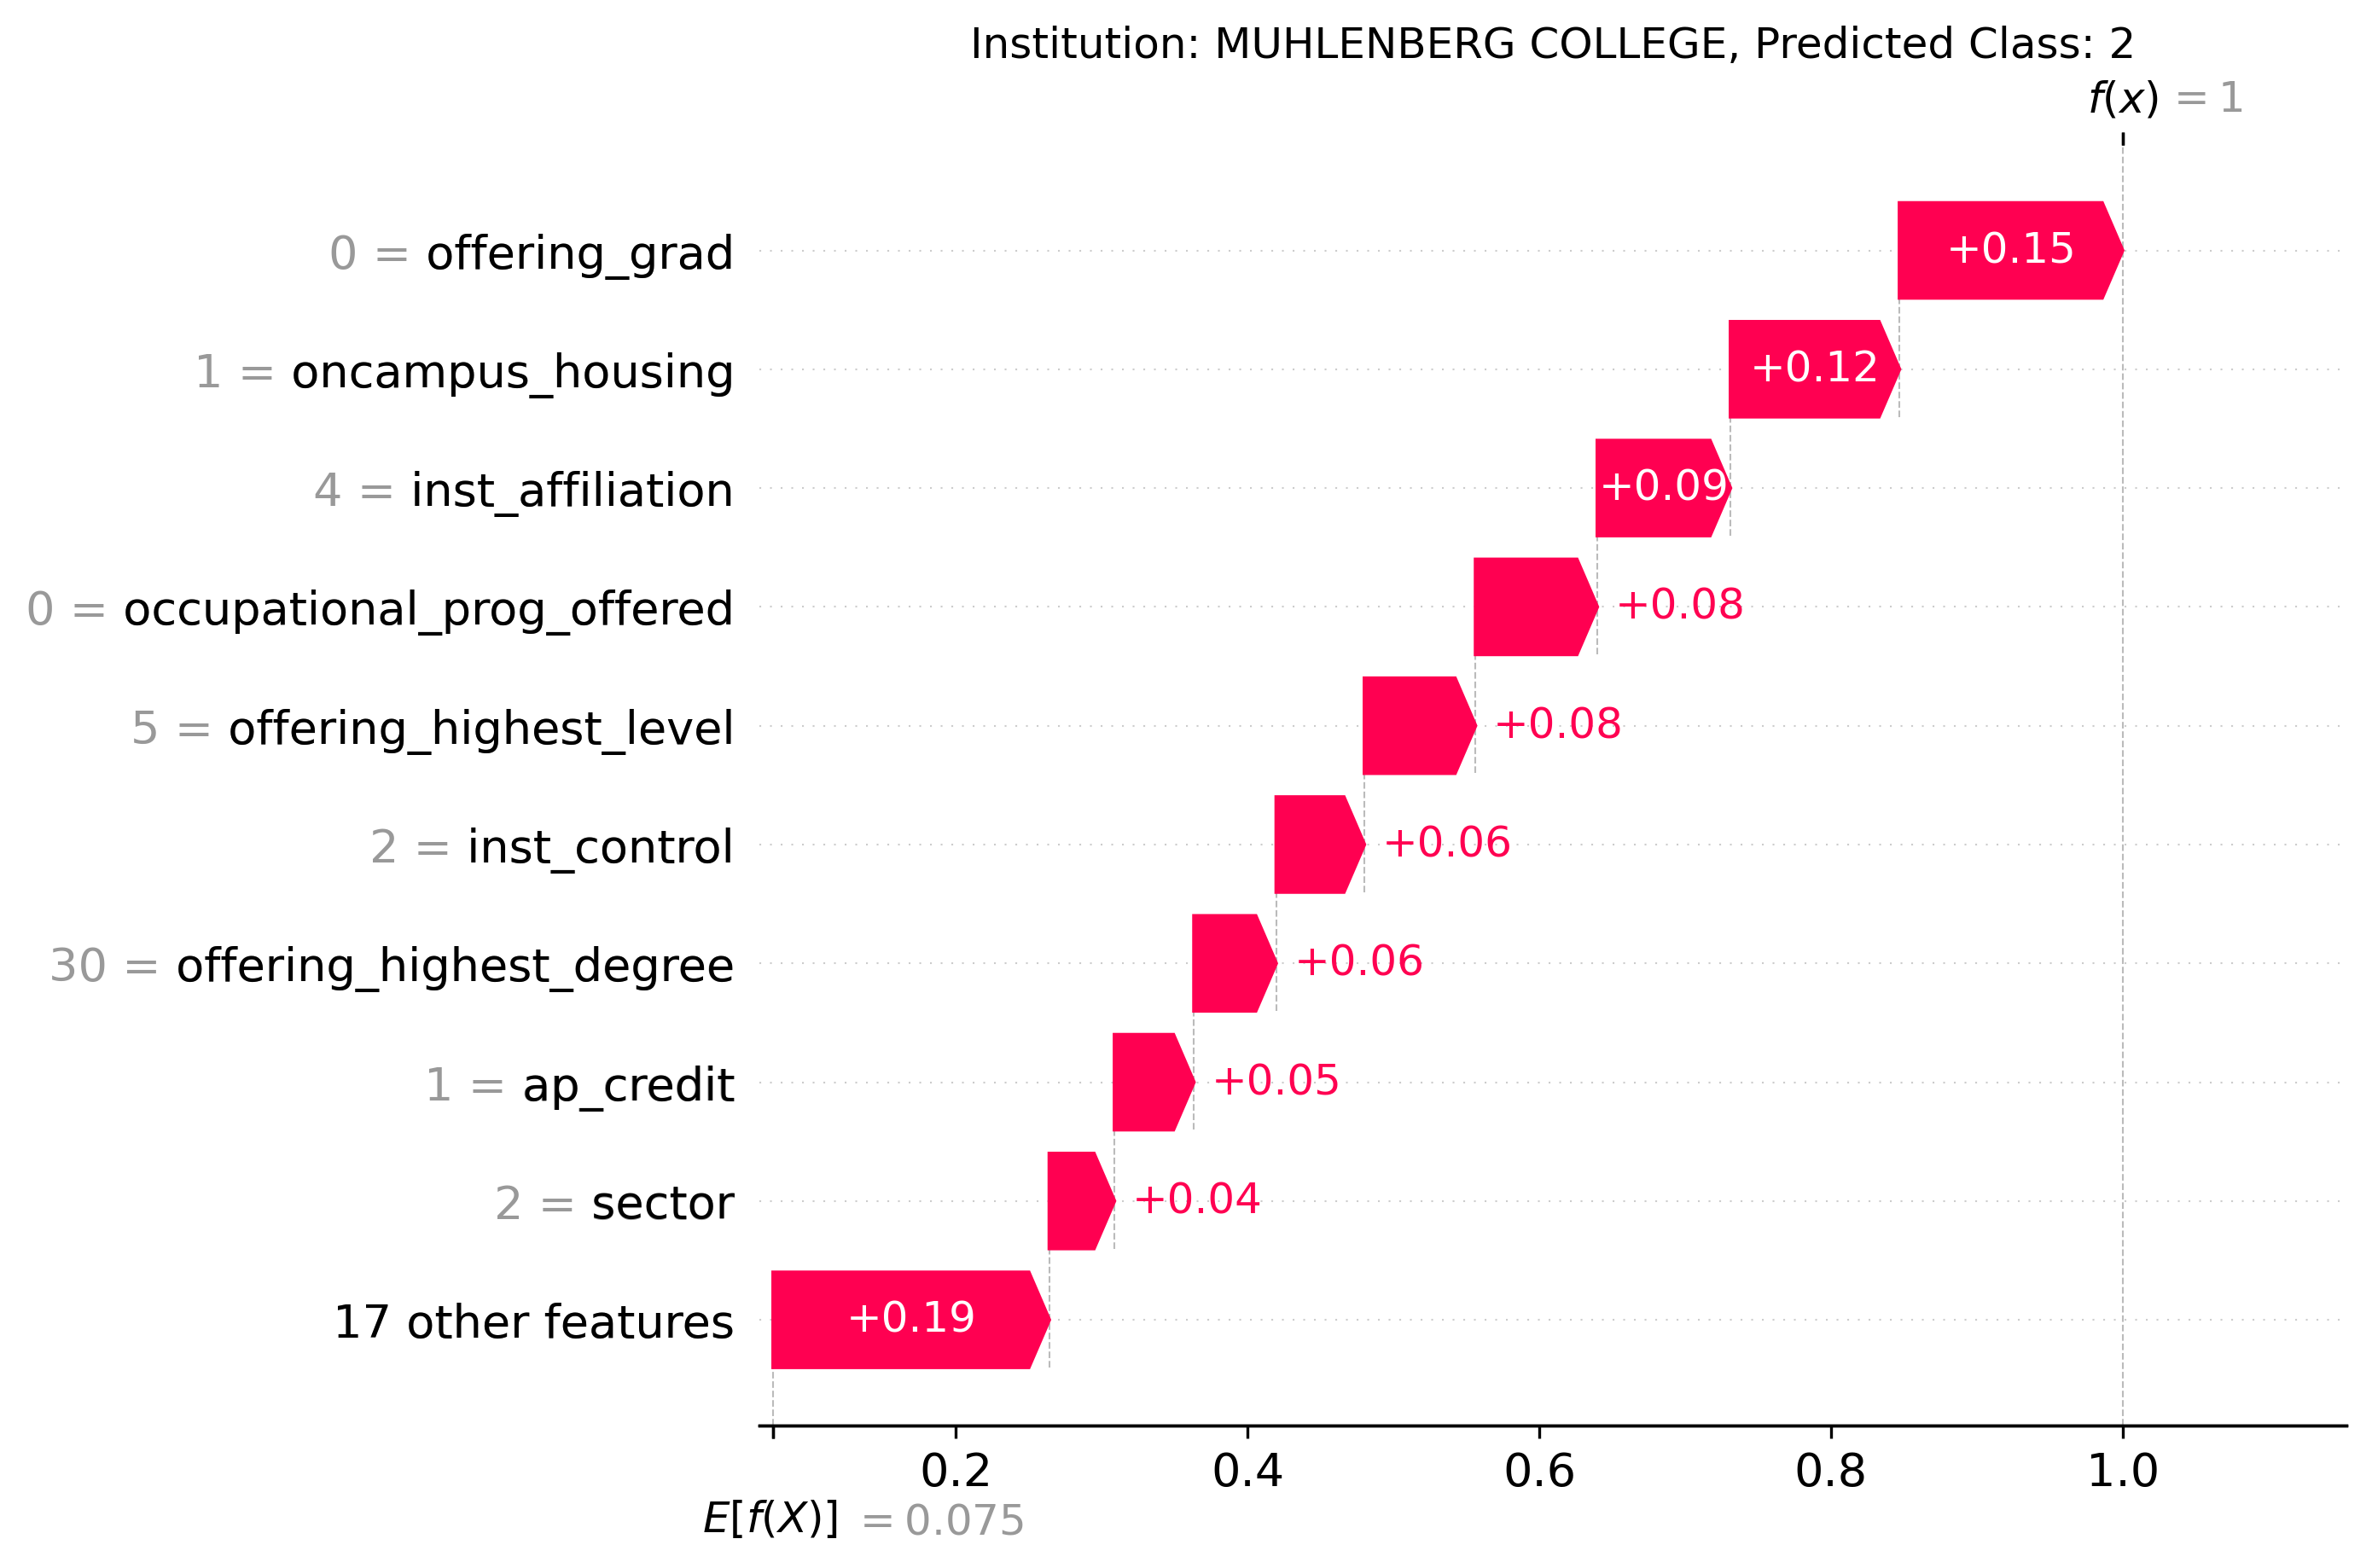 Institution: MUHLENBERG COLLEGE, Predicted Class: 2
f(x) = 1
0 = offering_grad +0.15
1 = oncampus_housing +0.12
4 = inst_affiliation +0.09
0 = occupational_prog_offered +0.08
5 = offering_highest_level +0.08
2 = inst_control +0.06
30 = offering_highest_degree +0.06
1 = ap_credit +0.05
2 = sector +0.04
17 other features +0.19
0.2 0.4 0.6 0.8 1.0
E[f(X)] = 0.075